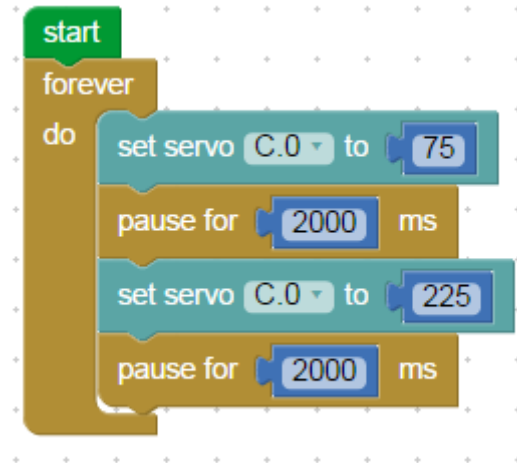 start
forever
do set servo C.0 to 75
pause for 2000 ms
set servo C.0 to 225
pause for 2000 ms